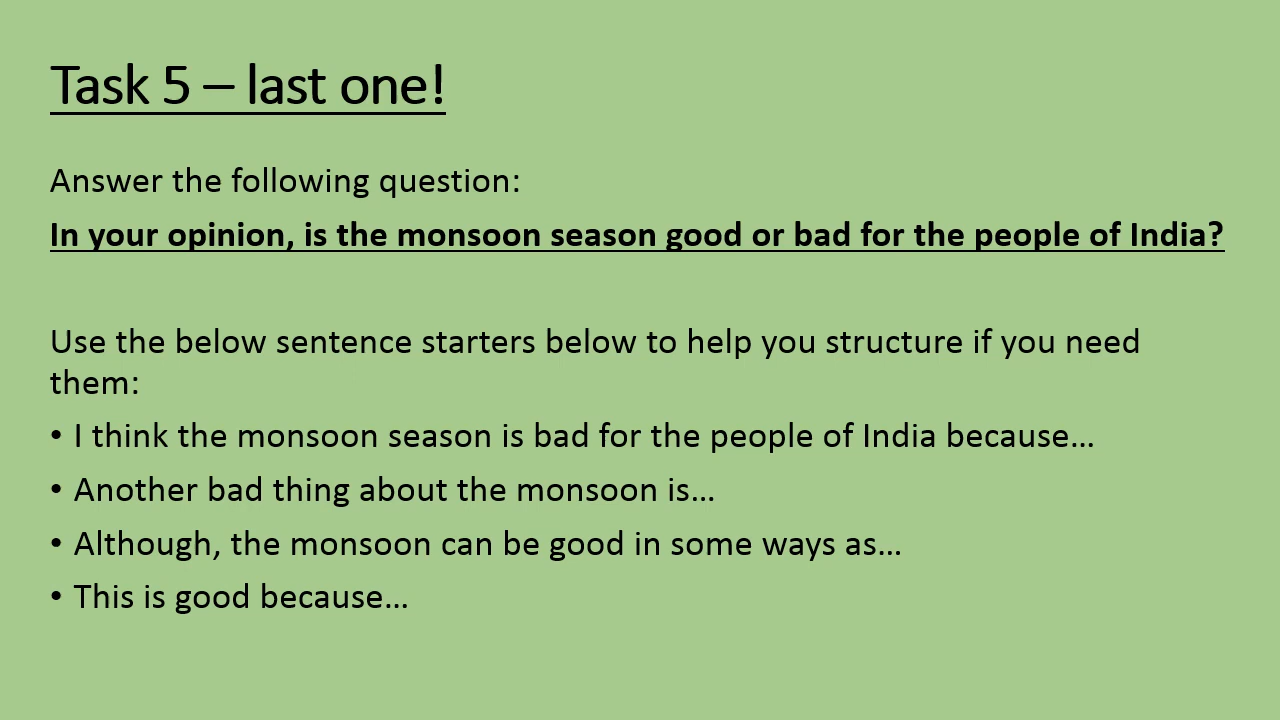 Task 5 – last one!
Answer the following question:
In your opinion, is the monsoon season good or bad for the people of India?
Use the below sentence starters below to help you structure if you need
them:
• I think the monsoon season is bad for the people of India because…
• Another bad thing about the monsoon is…
• Although, the monsoon can be good in some ways as…
• This is good because…